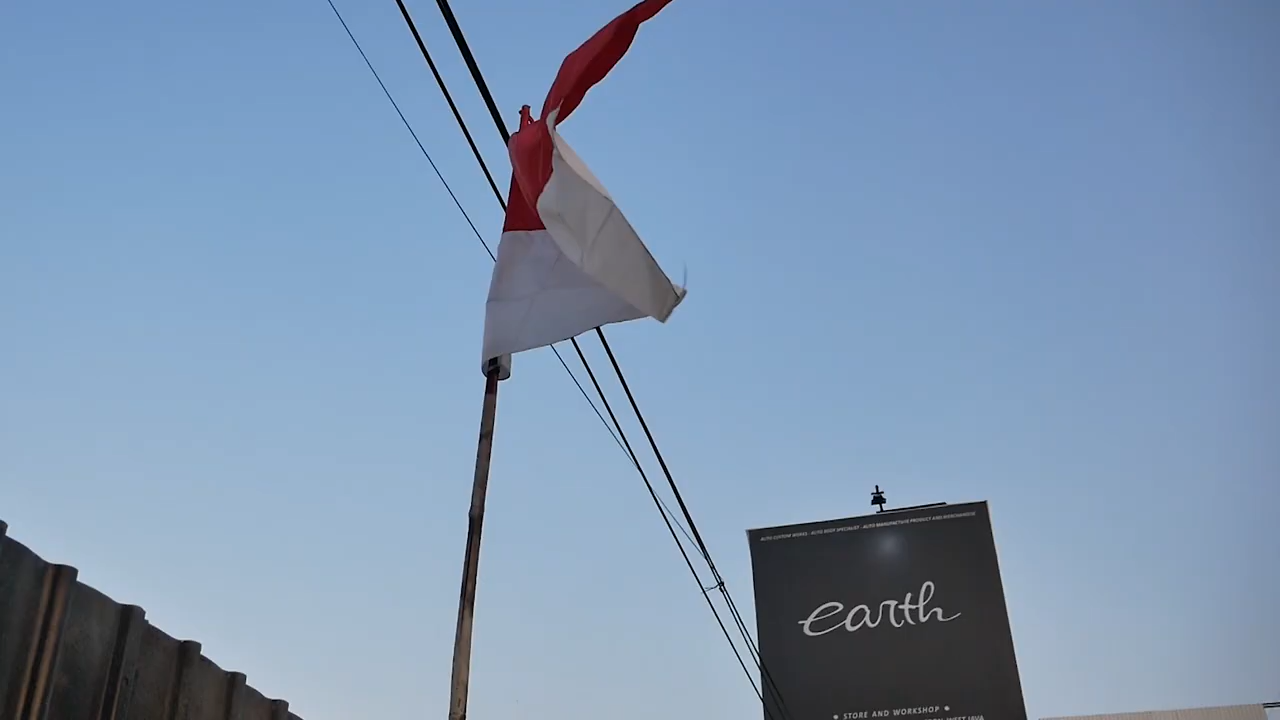 AUTO CUSTOM WORKS - AUTO BODY SPECIALIST - AUTO MANUFACTURE PRODUCT AND MERCHANDISE
earth
• STORE AND WORKSHOP •
WEST JAVA